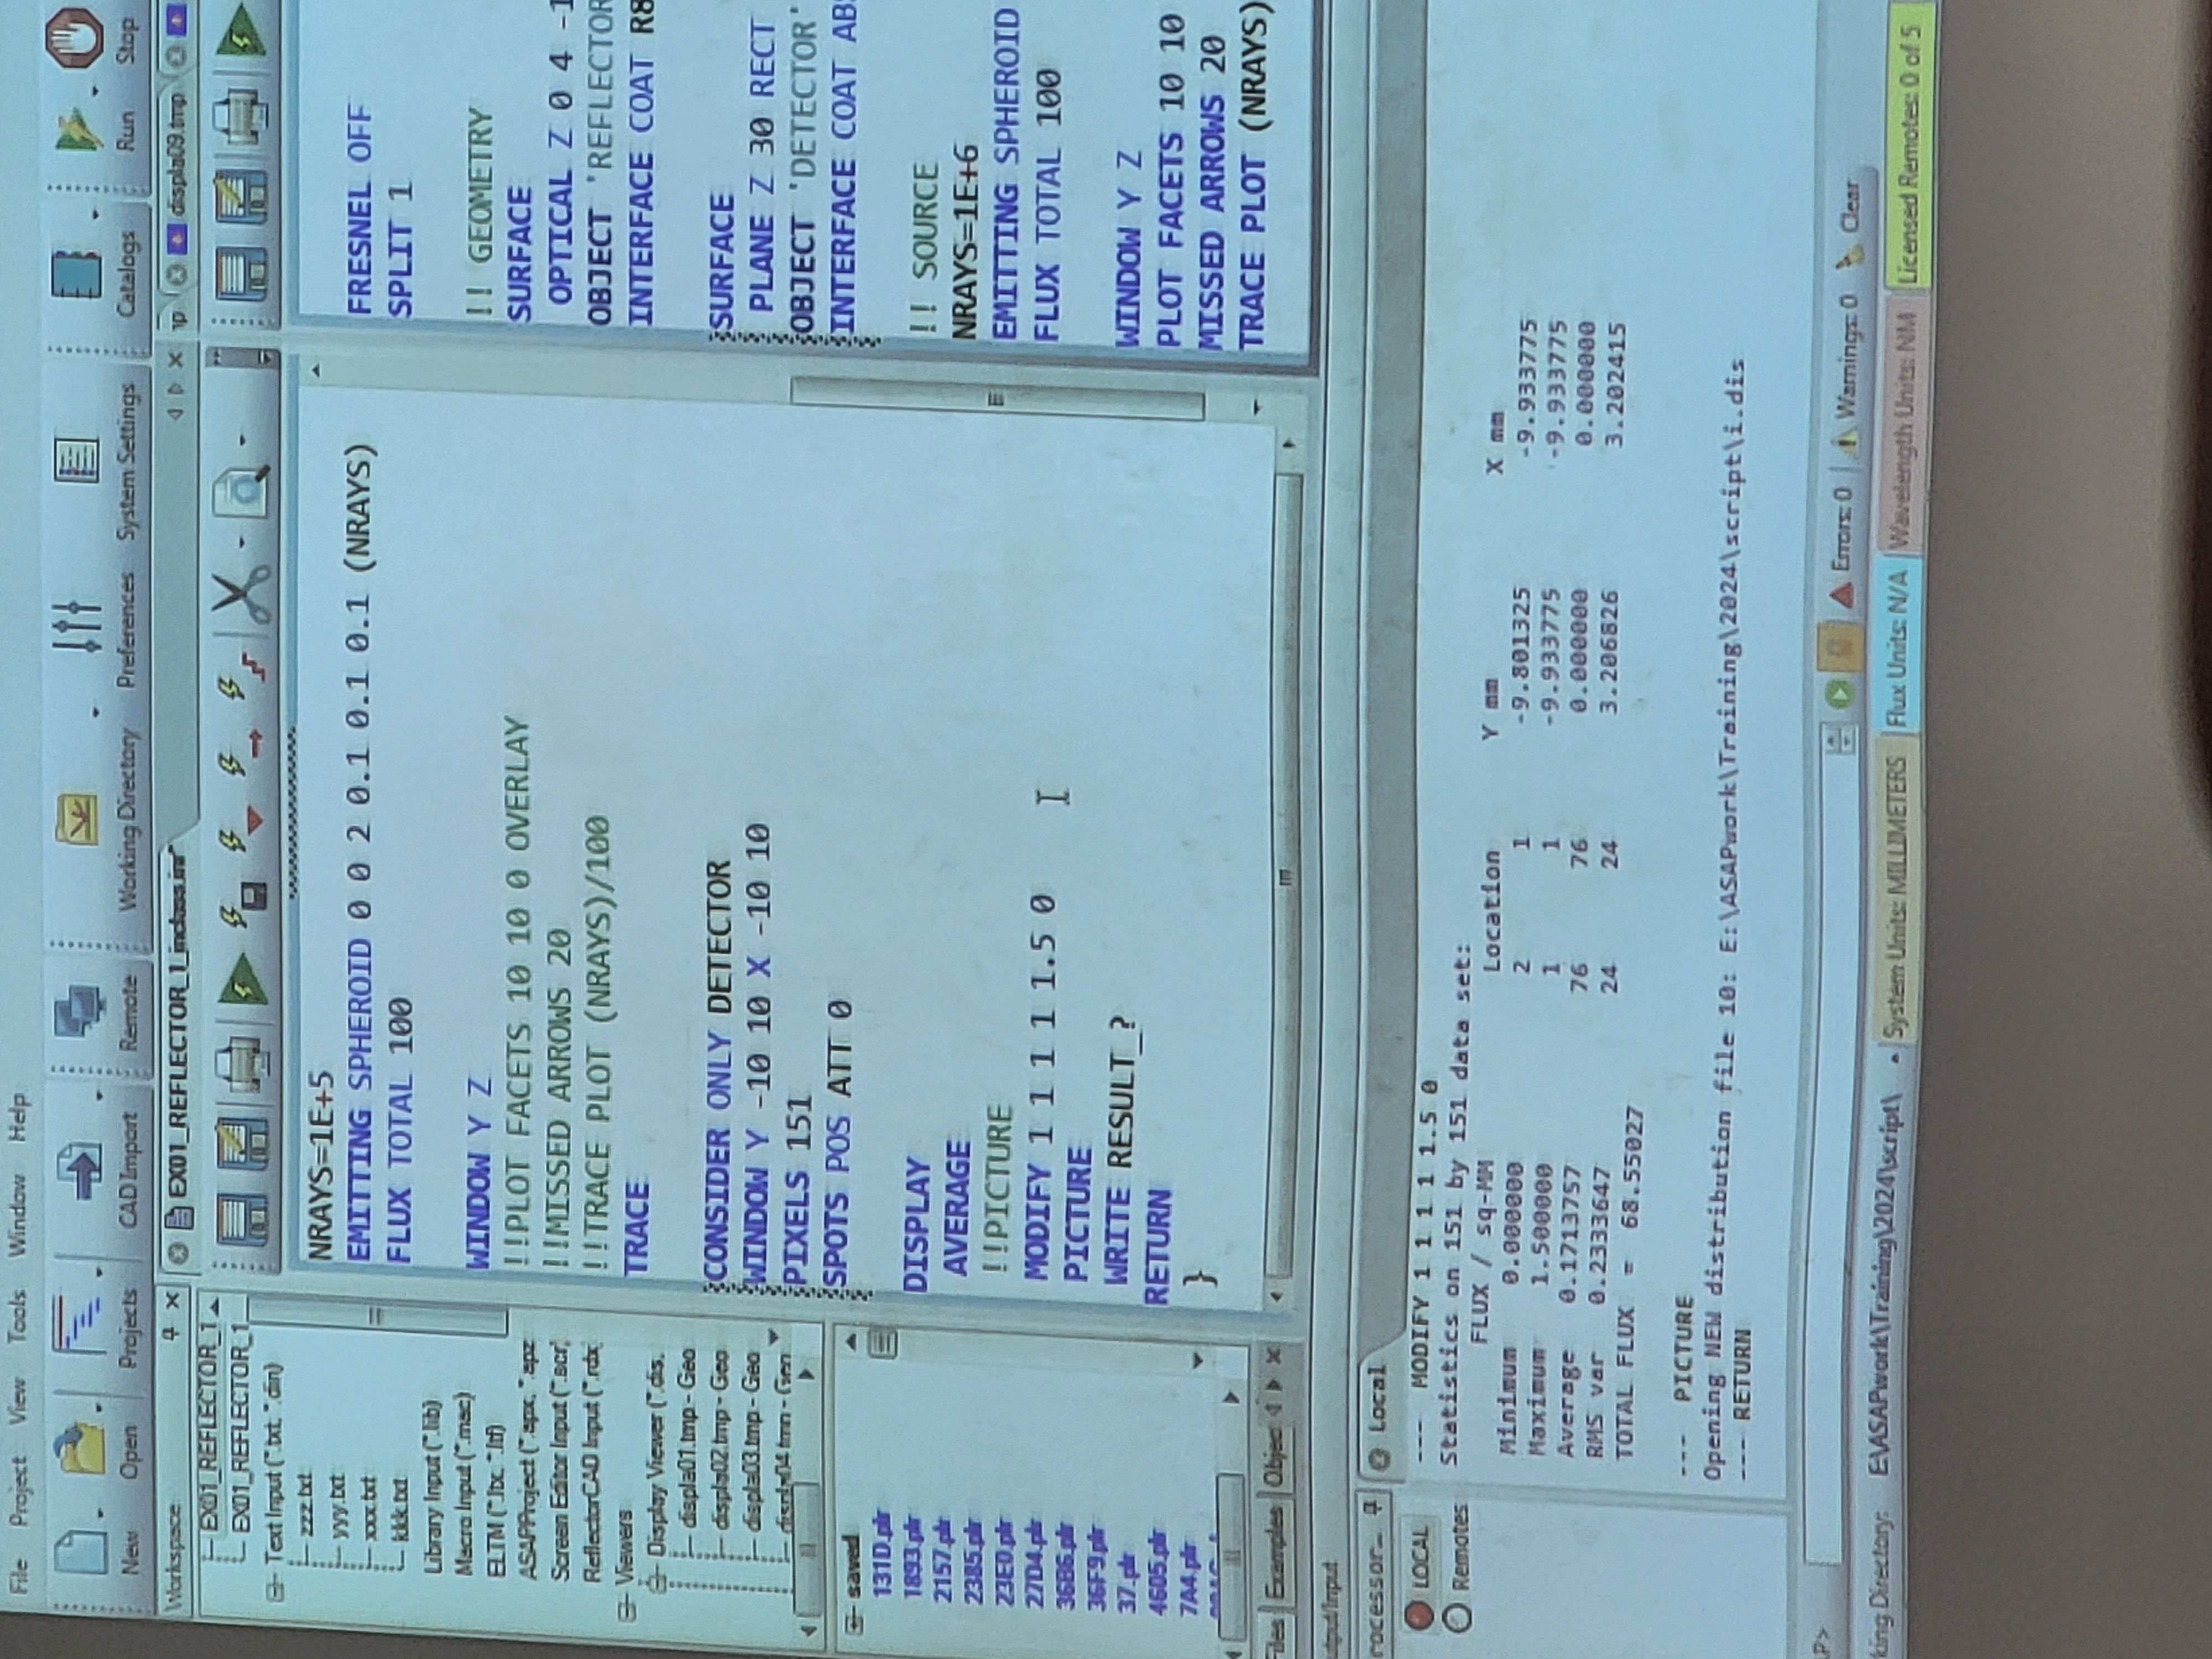 File Project View Tools Window Help
New Open Projects CAD Import Remote Working Directory Preferences System Settings Catalogs Run Stop
Workspace
EX01_REFLECTOR_1
EX01_REFLECTOR_1
Text Input (*.txt, *.din)
zzz.txt
yyy.txt
xxx.txt
kkk.txt
Library Input (*.lib)
Macro Input (*.mac)
ELTM (*.ltx, *.ltf)
ASAPProject (*.apx, *.apz
Screen Editor Input (*.scr,
ReflectorCAD Input (*.rdx
Viewers
Display Viewer (*.dis,
displa01.tmp - Geo
displa02.tmp - Geo
displa03.tmp - Geo
displa04.tmp - Geo
saved
131D.plr
1893.plr
2157.plr
2385.plr
23E0.plr
27D4.plr
36B6.plr
36F9.plr
37.plr
4605.plr
7A4.plr
Files Examples Objec
EX01_REFLECTOR_1_inclass.inr*
NRAYS=1E+5
EMITTING SPHEROID 0 0 2 0.1 0.1 0.1 (NRAYS)
FLUX TOTAL 100
WINDOW Y Z
!!PLOT FACETS 10 10 0 OVERLAY
!!MISSED ARROWS 20
!!TRACE PLOT (NRAYS)/100
TRACE
CONSIDER ONLY DETECTOR
WINDOW Y -10 10 X -10 10
PIXELS 151
SPOTS POS ATT 0
DISPLAY
AVERAGE
!!PICTURE
MODIFY 1 1 1 1 1.5 0
PICTURE
WRITE RESULT_?
RETURN
}
displa09.tmp
FRESNEL OFF
SPLIT 1
!! GEOMETRY
SURFACE
OPTICAL Z 0 4 -1
OBJECT 'REFLECTOR
INTERFACE COAT R8
SURFACE
PLANE Z 30 RECT
OBJECT 'DETECTOR'
INTERFACE COAT AB
!! SOURCE
NRAYS=1E+6
EMITTING SPHEROID
FLUX TOTAL 100
WINDOW Y Z
PLOT FACETS 10 10
MISSED ARROWS 20
TRACE PLOT (NRAYS)
utput/Input
rocessor...
LOCAL
Remotes
Local
--- MODIFY 1 1 1 1 1.5 0
Statistics on 151 by 151 data set:
FLUX / sq-MM Location Y mm X mm
Minimum 0.000000 2 1 -9.801325 -9.933775
Maximum 1.500000 1 1 -9.933775 -9.933775
Average 0.1713757 76 76 0.000000 0.000000
RMS var 0.2333647 24 24 3.206826 3.202415
TOTAL FLUX = 68.55027
--- PICTURE
Opening NEW distribution file 10: E:\ASAPwork\Training\2024\script\i.dis
--- RETURN
P> Errors: 0 Warnings: 0 Clear
king Directory: E:\ASAPwork\Training\2024\script\ System Units: MILLIMETERS Flux Units: N/A Wavelength Units: NM Licensed Remotes: 0 of 5